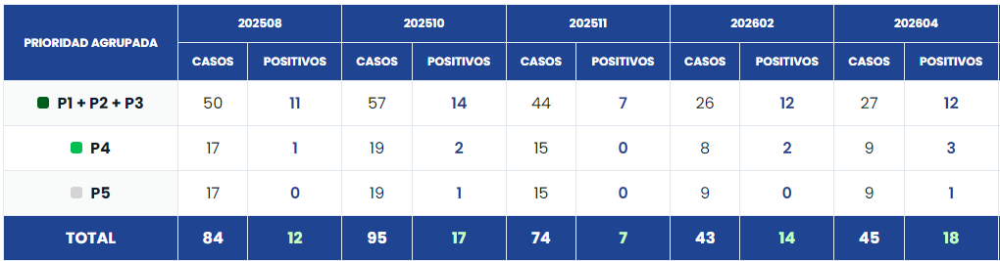 PRIORIDAD AGRUPADA 202508 202510 202511 202602 202604
CASOS POSITIVOS CASOS POSITIVOS CASOS POSITIVOS CASOS POSITIVOS CASOS POSITIVOS
P1 + P2 + P3 50 11 57 14 44 7 26 12 27 12
P4 17 1 19 2 15 0 8 2 9 3
P5 17 0 19 1 15 0 9 0 9 1
TOTAL 84 12 95 17 74 7 43 14 45 18